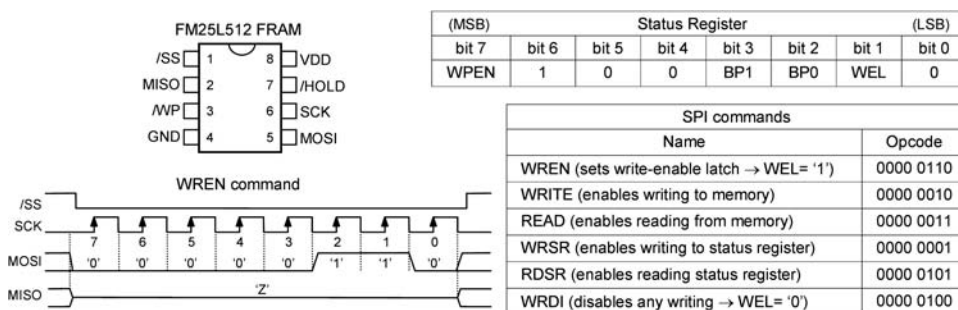 FM25L512 FRAM
/SS 1 8 VDD
MISO 2 7 /HOLD
/WP 3 6 SCK
GND 4 5 MOSI
(MSB) Status Register (LSB)
bit 7 bit 6 bit 5 bit 4 bit 3 bit 2 bit 1 bit 0
WPEN 1 0 0 BP1 BP0 WEL 0
WREN command
/SS
SCK
7 6 5 4 3 2 1 0
MOSI '0' '0' '0' '0' '0' '1' '1' '0'
MISO 'Z'
SPI commands
Name Opcode
WREN (sets write-enable latch → WEL= '1') 0000 0110
WRITE (enables writing to memory) 0000 0010
READ (enables reading from memory) 0000 0011
WRSR (enables writing to status register) 0000 0001
RDSR (enables reading status register) 0000 0101
WRDI (disables any writing → WEL= '0') 0000 0100